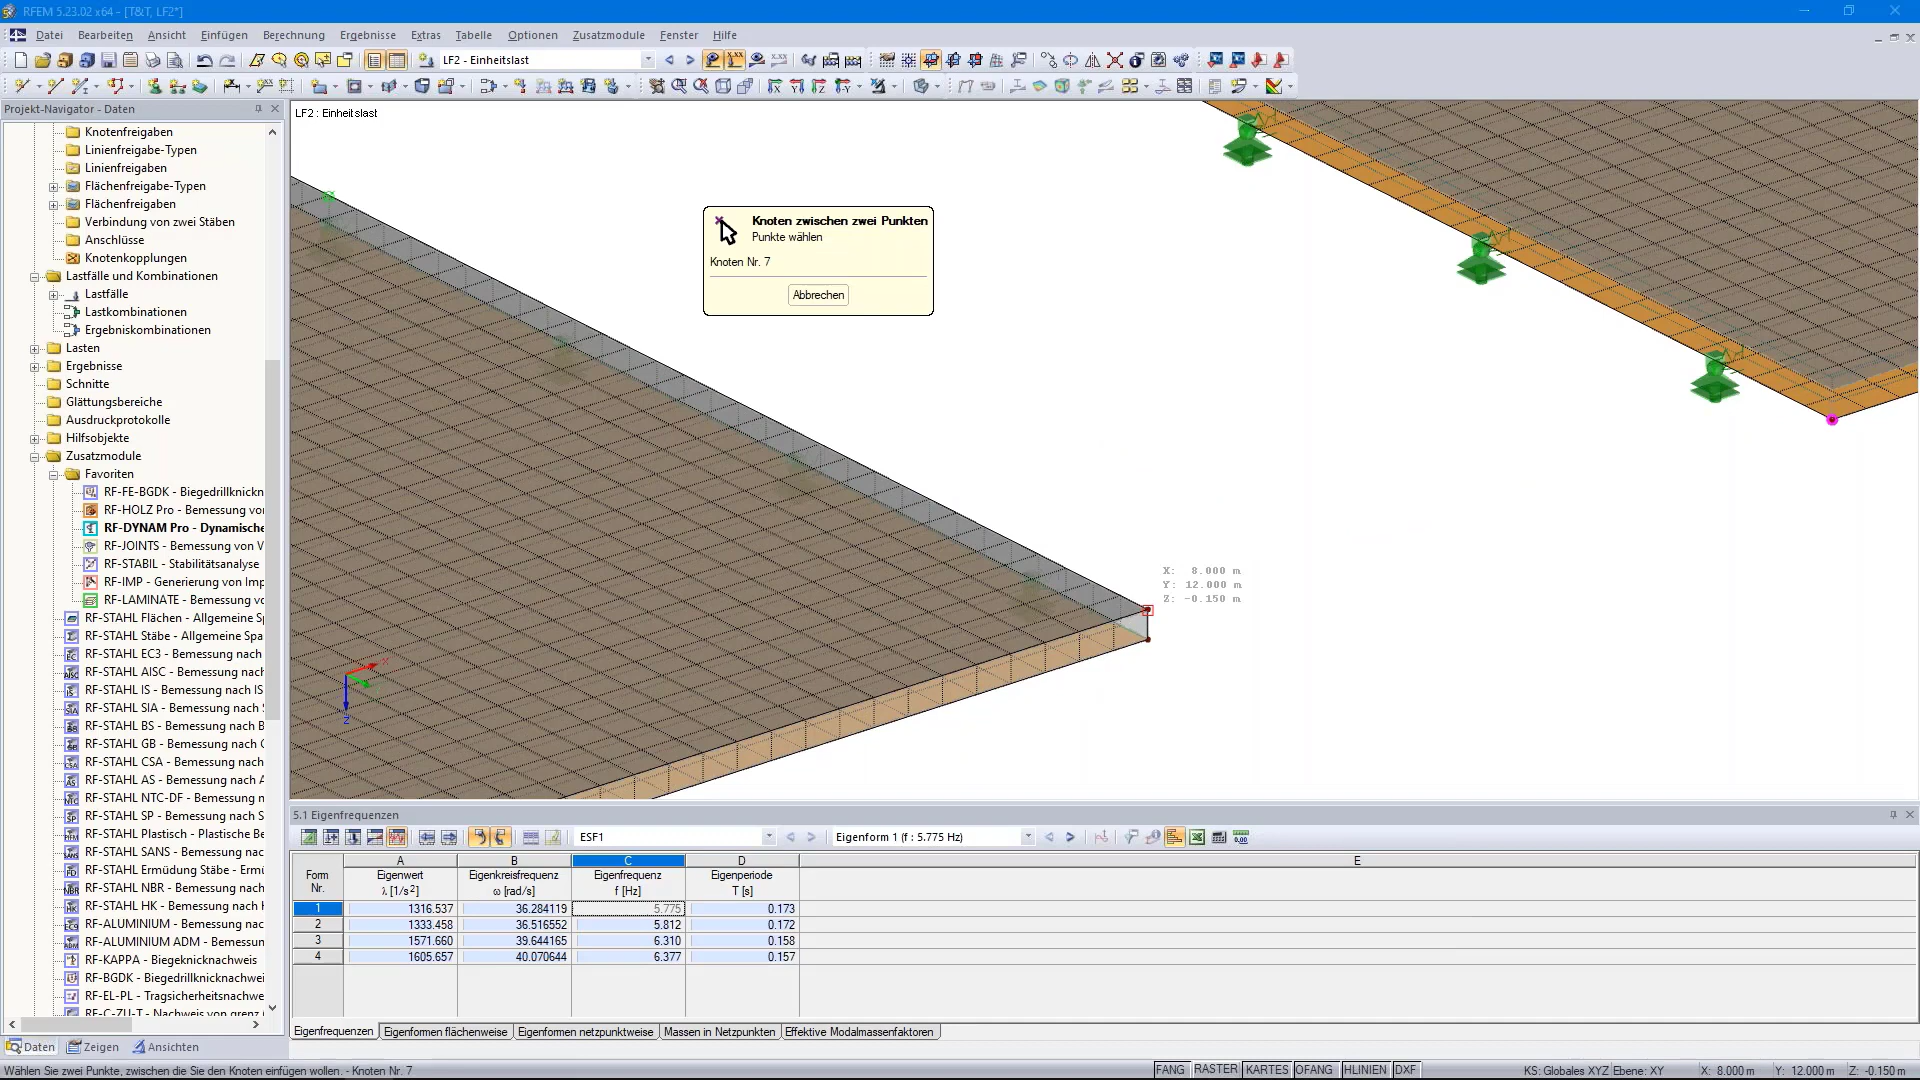 RFEM 5.23.02 x64 - [T&T, LF2*]
Datei Bearbeiten Ansicht Einfügen Berechnung Ergebnisse Extras Tabelle Optionen Zusatzmodule Fenster Hilfe
LF2 - Einheitslast
Projekt-Navigator - Daten
Knotenfreigaben
Linienfreigabe-Typen
Linienfreigaben
Flächenfreigabe-Typen
Flächenfreigaben
Verbindung von zwei Stäben
Anschlüsse
Knotenkopplungen
Lastfälle und Kombinationen
Lastfälle
Lastkombinationen
Ergebniskombinationen
Lasten
Ergebnisse
Schnitte
Glättungsbereiche
Ausdruckprotokolle
Hilfsobjekte
Zusatzmodule
Favoriten
RF-FE-BGDK - Biegedrillknickn
RF-HOLZ Pro - Bemessung vo
RF-DYNAM Pro - Dynamische
RF-JOINTS - Bemessung von V
RF-STABIL - Stabilitätsanalyse
RF-IMP - Generierung von Imp
RF-LAMINATE - Bemessung vo
RF-STAHL Flächen - Allgemeine Sp
RF-STAHL Stäbe - Allgemeine Spa
RF-STAHL EC3 - Bemessung nach
RF-STAHL AISC - Bemessung nach
RF-STAHL IS - Bemessung nach IS
RF-STAHL SIA - Bemessung nach
RF-STAHL BS - Bemessung nach B
RF-STAHL GB - Bemessung nach
RF-STAHL CSA - Bemessung nach
RF-STAHL AS - Bemessung nach A
RF-STAHL NTC-DF - Bemessung n
RF-STAHL SP - Bemessung nach S
RF-STAHL Plastisch - Plastische Be
RF-STAHL SANS - Bemessung nach
RF-STAHL Ermüdung Stäbe - Ermü
RF-STAHL NBR - Bemessung nach
RF-STAHL HK - Bemessung nach
RF-ALUMINIUM - Bemessung nac
RF-ALUMINIUM ADM - Bemessun
RF-KAPPA - Biegeknicknachweis
RF-BGDK - Biegedrillknicknachwei
RF-EL-PL - Tragsicherheitsnachwe
RF-C-ZU-T - Nachweis von grenz
Daten Zeigen Ansichten
LF2 : Einheitslast
Knoten zwischen zwei Punkten
Punkte wählen
Knoten Nr. 7
Abbrechen
X: 8.000 m
Y: 12.000 m
Z: -0.150 m
X
Z
5.1 Eigenfrequenzen
ESF1 Eigenform 1 (f : 5.775 Hz)
A B C D E
Form Nr. Eigenwert λ [1/s²] Eigenkreisfrequenz ω [rad/s] Eigenfrequenz f [Hz] Eigenperiode T [s]
1 1316.537 36.284119 5.775 0.173
2 1333.458 36.516552 5.812 0.172
3 1571.660 39.644165 6.310 0.158
4 1605.657 40.070644 6.377 0.157
Eigenfrequenzen Eigenformen flächenweise Eigenformen netzpunktweise Massen in Netzpunkten Effektive Modalmassenfaktoren
Wählen Sie zwei Punkte, zwischen die Sie den Knoten einfügen wollen. - Knoten Nr. 7
FANG RASTER KARTES OFANG HLINIEN DXF KS: Globales XYZ Ebene: XY X: 8.000 m Y: 12.000 m Z: -0.150 m